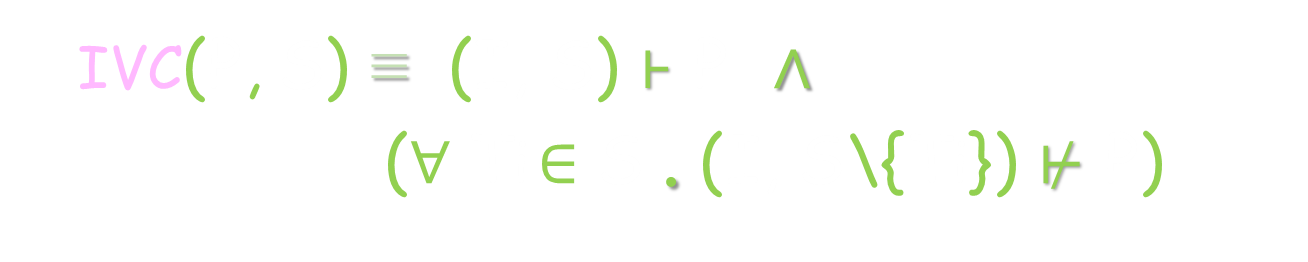 IVC( , ) ≡ ( ) ⊢ ∧
(∀ ∈ .( \{ }) ⊬ )